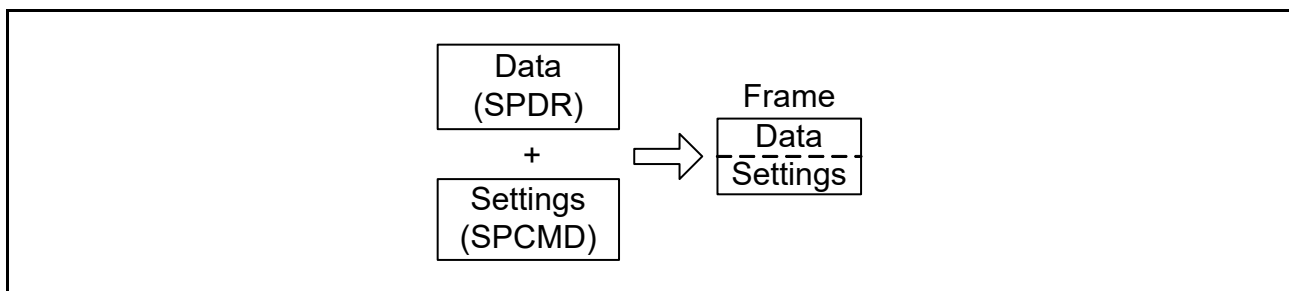 Data
(SPDR)
+
Settings
(SPCMD)
Frame
Data
Settings